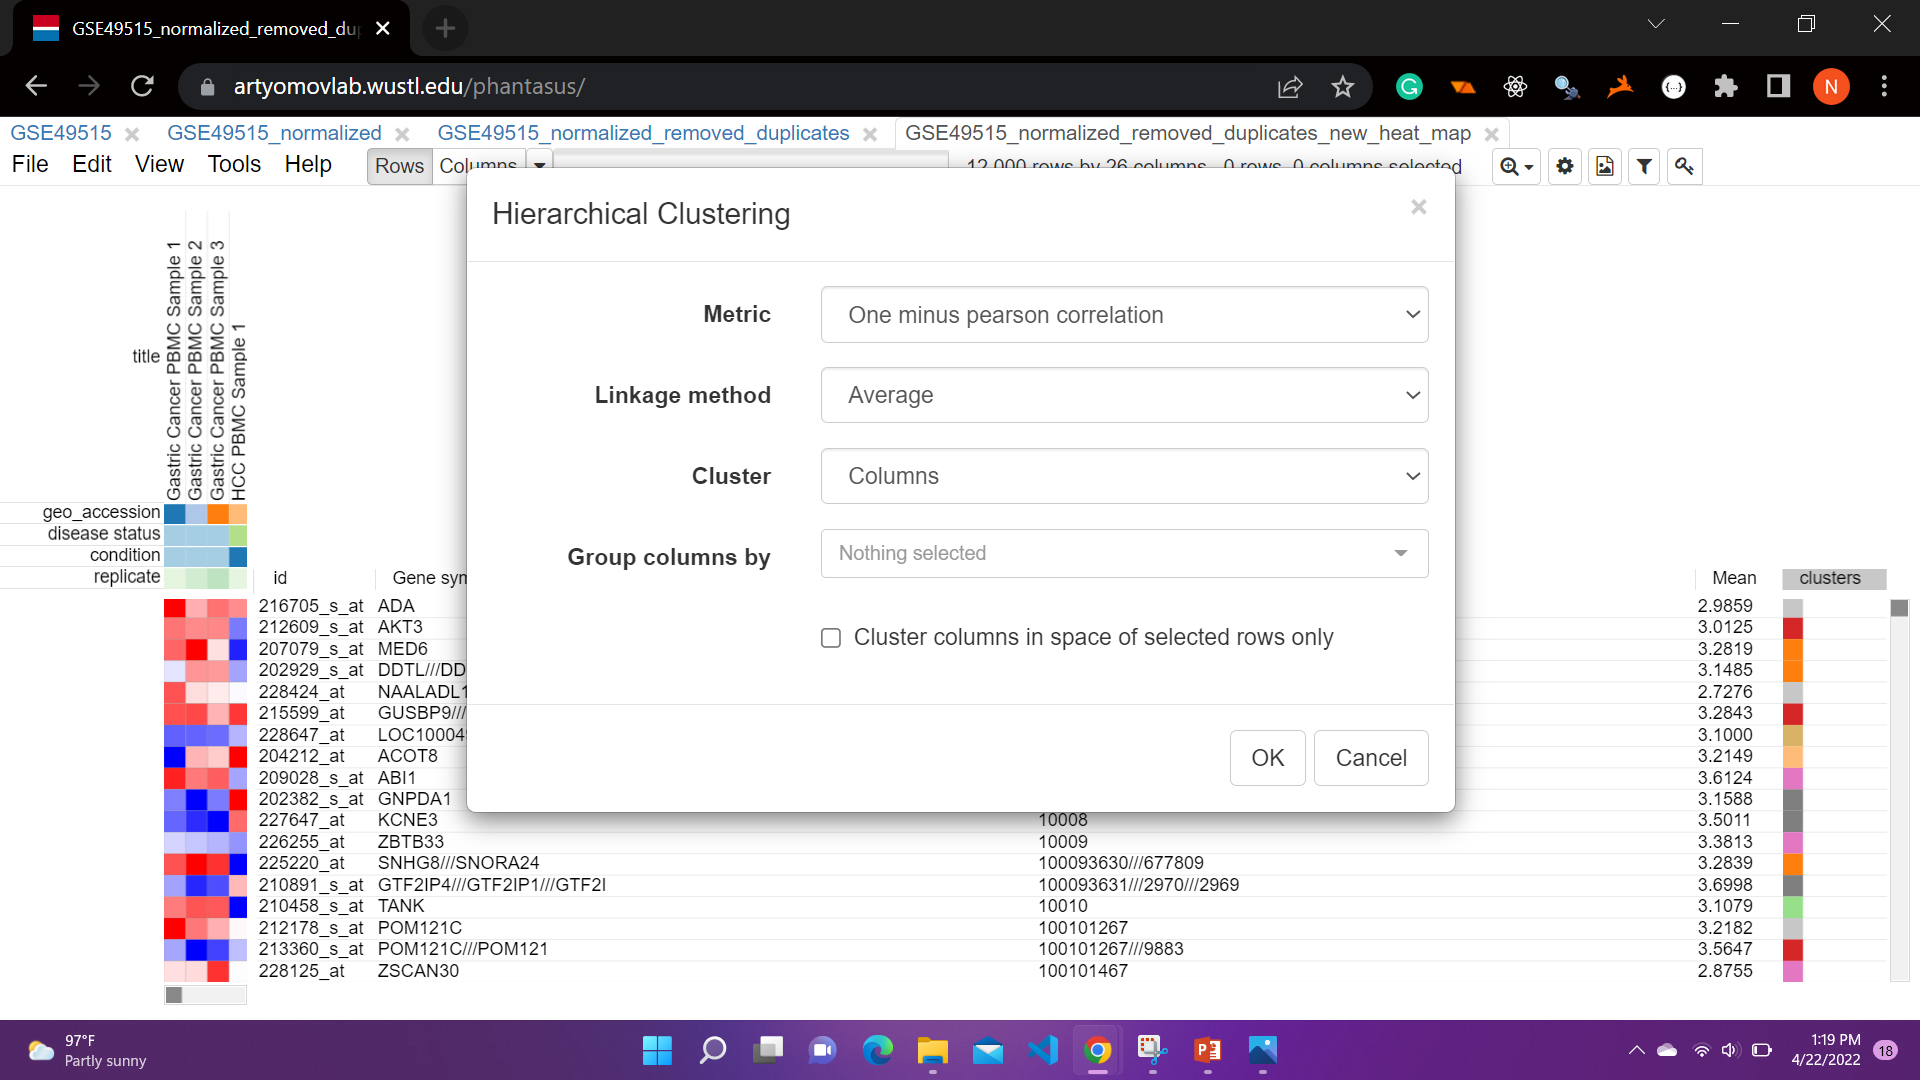 GSE49515_normalized_removed_dup
artyomovlab.wustl.edu/phantasus/
G
N
GSE49515
GSE49515_normalized
GSE49515_normalized_removed_duplicates
GSE49515_normalized_removed_duplicates_new_heat_map
File Edit View Tools Help
Rows Columns
12,000 rows by 26 columns, 0 rows, 0 columns selected
Hierarchical Clustering
Metric One minus pearson correlation
Linkage method Average
Cluster Columns
Group columns by Nothing selected
Cluster columns in space of selected rows only
OK Cancel
title
Gastric Cancer PBMC Sample 1
Gastric Cancer PBMC Sample 2
Gastric Cancer PBMC Sample 3
HCC PBMC Sample 1
geo_accession
disease status
condition
replicate
id Gene sym Mean clusters
216705_s_at ADA 2.9859
212609_s_at AKT3 3.0125
207079_s_at MED6 3.2819
202929_s_at DDTL///DD 3.1485
228424_at NAALADL1 2.7276
215599_at GUSBP9/// 3.2843
228647_at LOC10004 3.1000
204212_at ACOT8 3.2149
209028_s_at ABI1 3.6124
202382_s_at GNPDA1 3.1588
227647_at KCNE3 10008 3.5011
226255_at ZBTB33 10009 3.3813
225220_at SNHG8///SNORA24 100093630///677809 3.2839
210891_s_at GTF2IP4///GTF2IP1///GTF2I 100093631///2970///2969 3.6998
210458_s_at TANK 10010 3.1079
212178_s_at POM121C 100101267 3.2182
213360_s_at POM121C///POM121 100101267///9883 3.5647
228125_at ZSCAN30 100101467 2.8755
97°F
Partly sunny
1:19 PM
4/22/2022
18